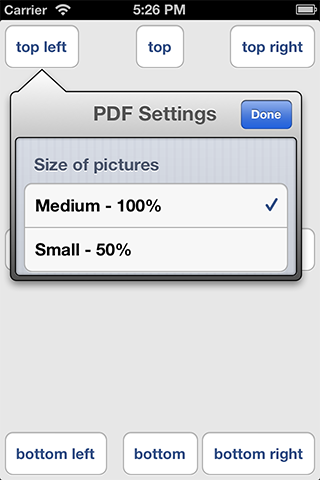 Carrier 5:26 PM
top left top top right
PDF Settings Done
Size of pictures
Medium - 100%
Small - 50%
bottom left bottom bottom right